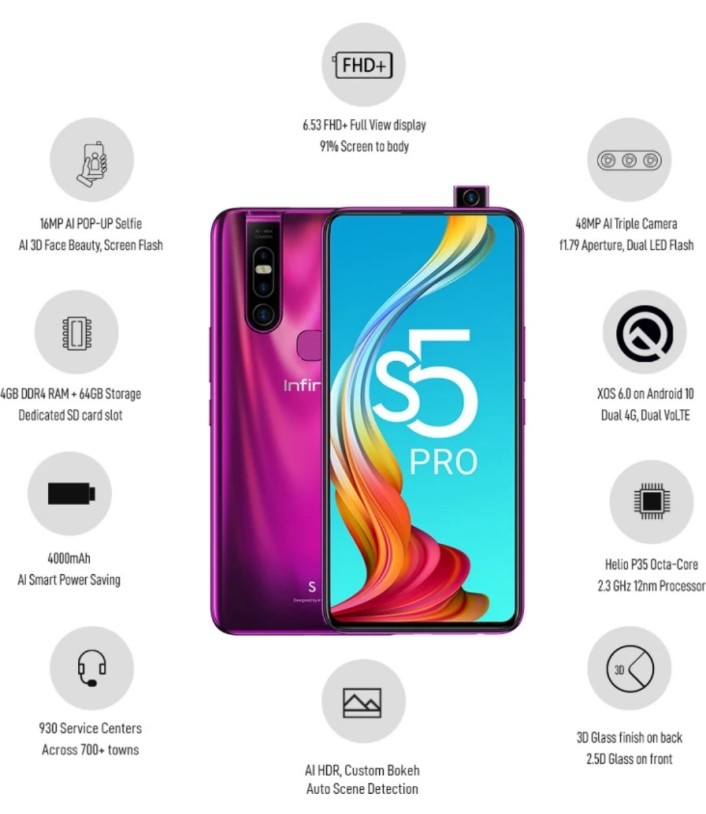 FHD+
6.53 FHD+ Full View display
91% Screen to body
16MP AI POP-UP Selfie
AI 3D Face Beauty, Screen Flash
48MP AI Triple Camera
f1.79 Aperture, Dual LED Flash
4GB DDR4 RAM + 64GB Storage
Dedicated SD card slot
XOS 6.0 on Android 10
Dual 4G, Dual VoLTE
Infin
S5
PRO
4000mAh
AI Smart Power Saving
Helio P35 Octa-Core
2.3 GHz 12nm Processor
S
930 Service Centers
Across 700+ towns
3D
3D Glass finish on back
2.5D Glass on front
AI HDR, Custom Bokeh
Auto Scene Detection